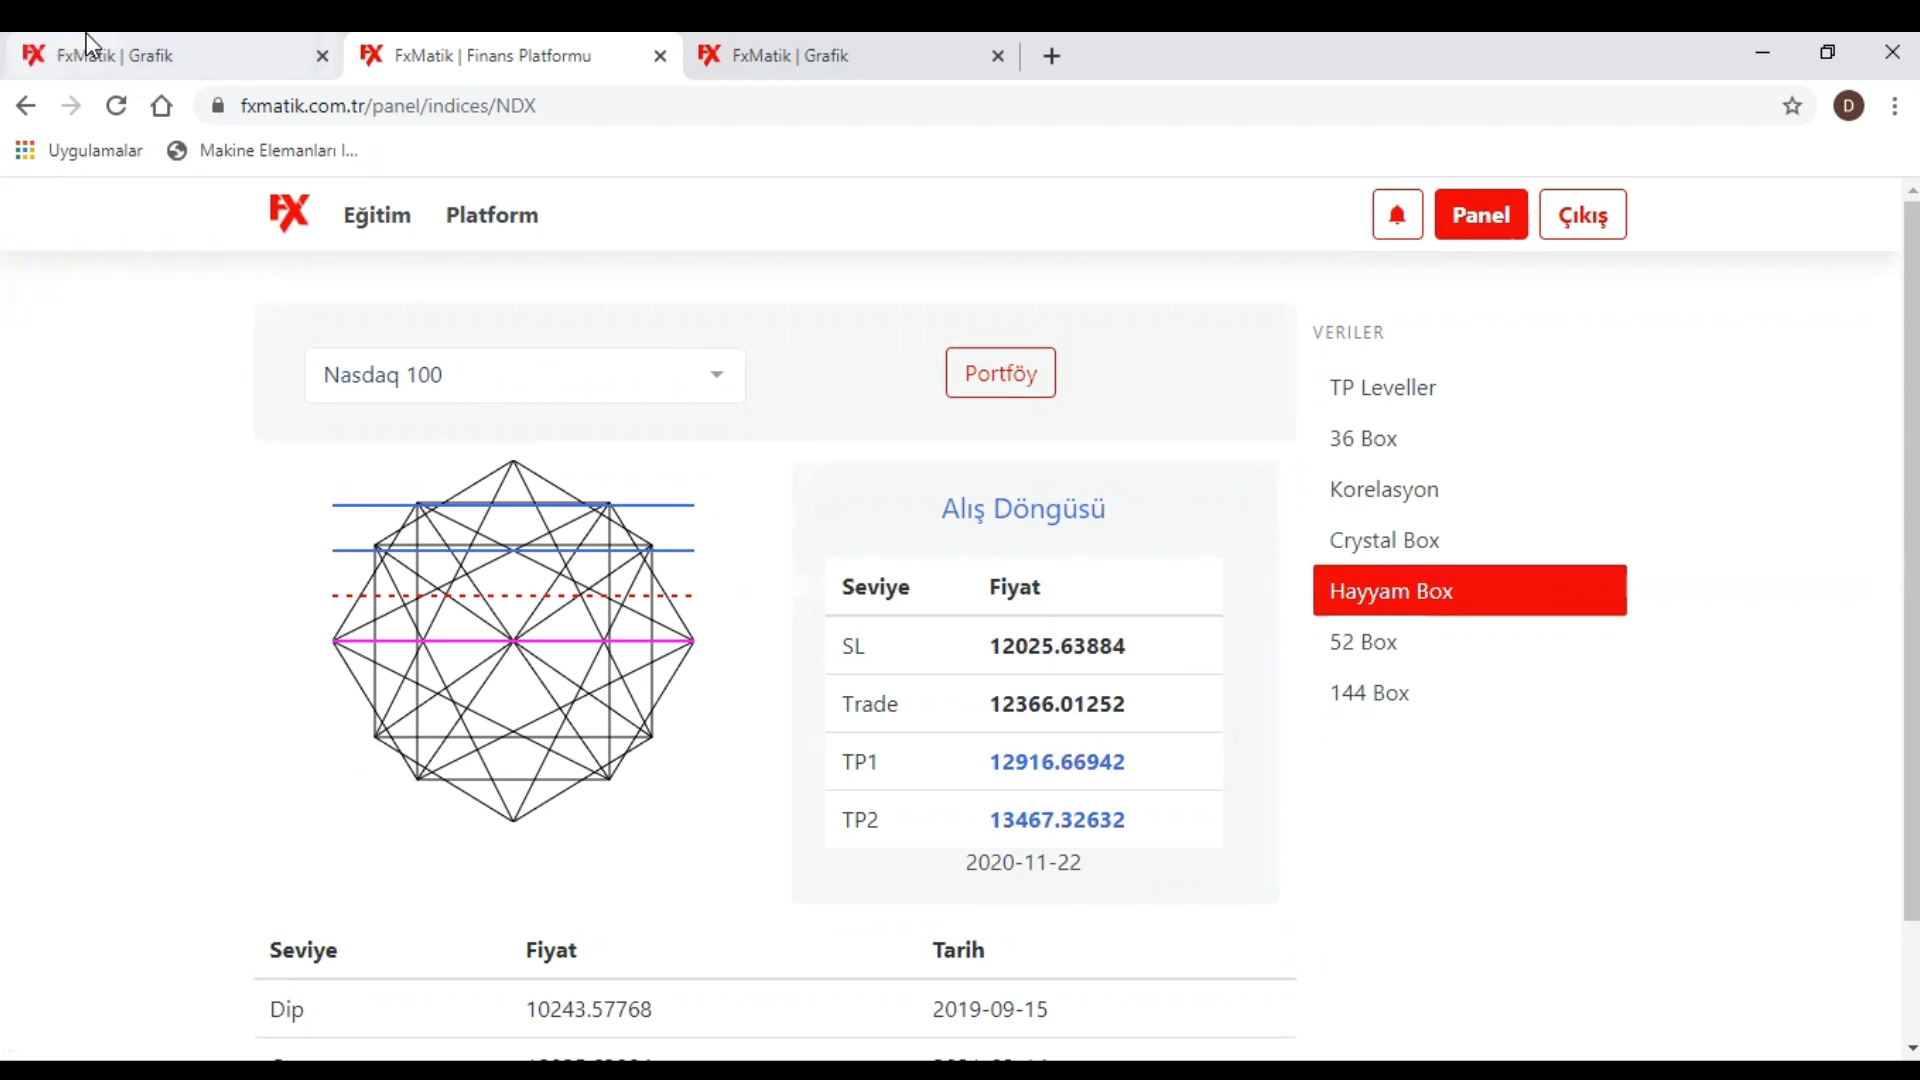 FxMatik | Grafik
FxMatik | Finans Platformu
FxMatik | Grafik
fxmatik.com.tr/panel/indices/NDX
D
Uygulamalar
Makine Elemanları I...
FX
Eğitim
Platform
Panel
Çıkış
Nasdaq 100
Portföy
VERILER
TP Leveller
36 Box
Korelasyon
Crystal Box
Hayyam Box
52 Box
144 Box
Alış Döngüsü
Seviye Fiyat
SL 12025.63884
Trade 12366.01252
TP1 12916.66942
TP2 13467.32632
2020-11-22
Seviye Fiyat Tarih
Dip 10243.57768 2019-09-15